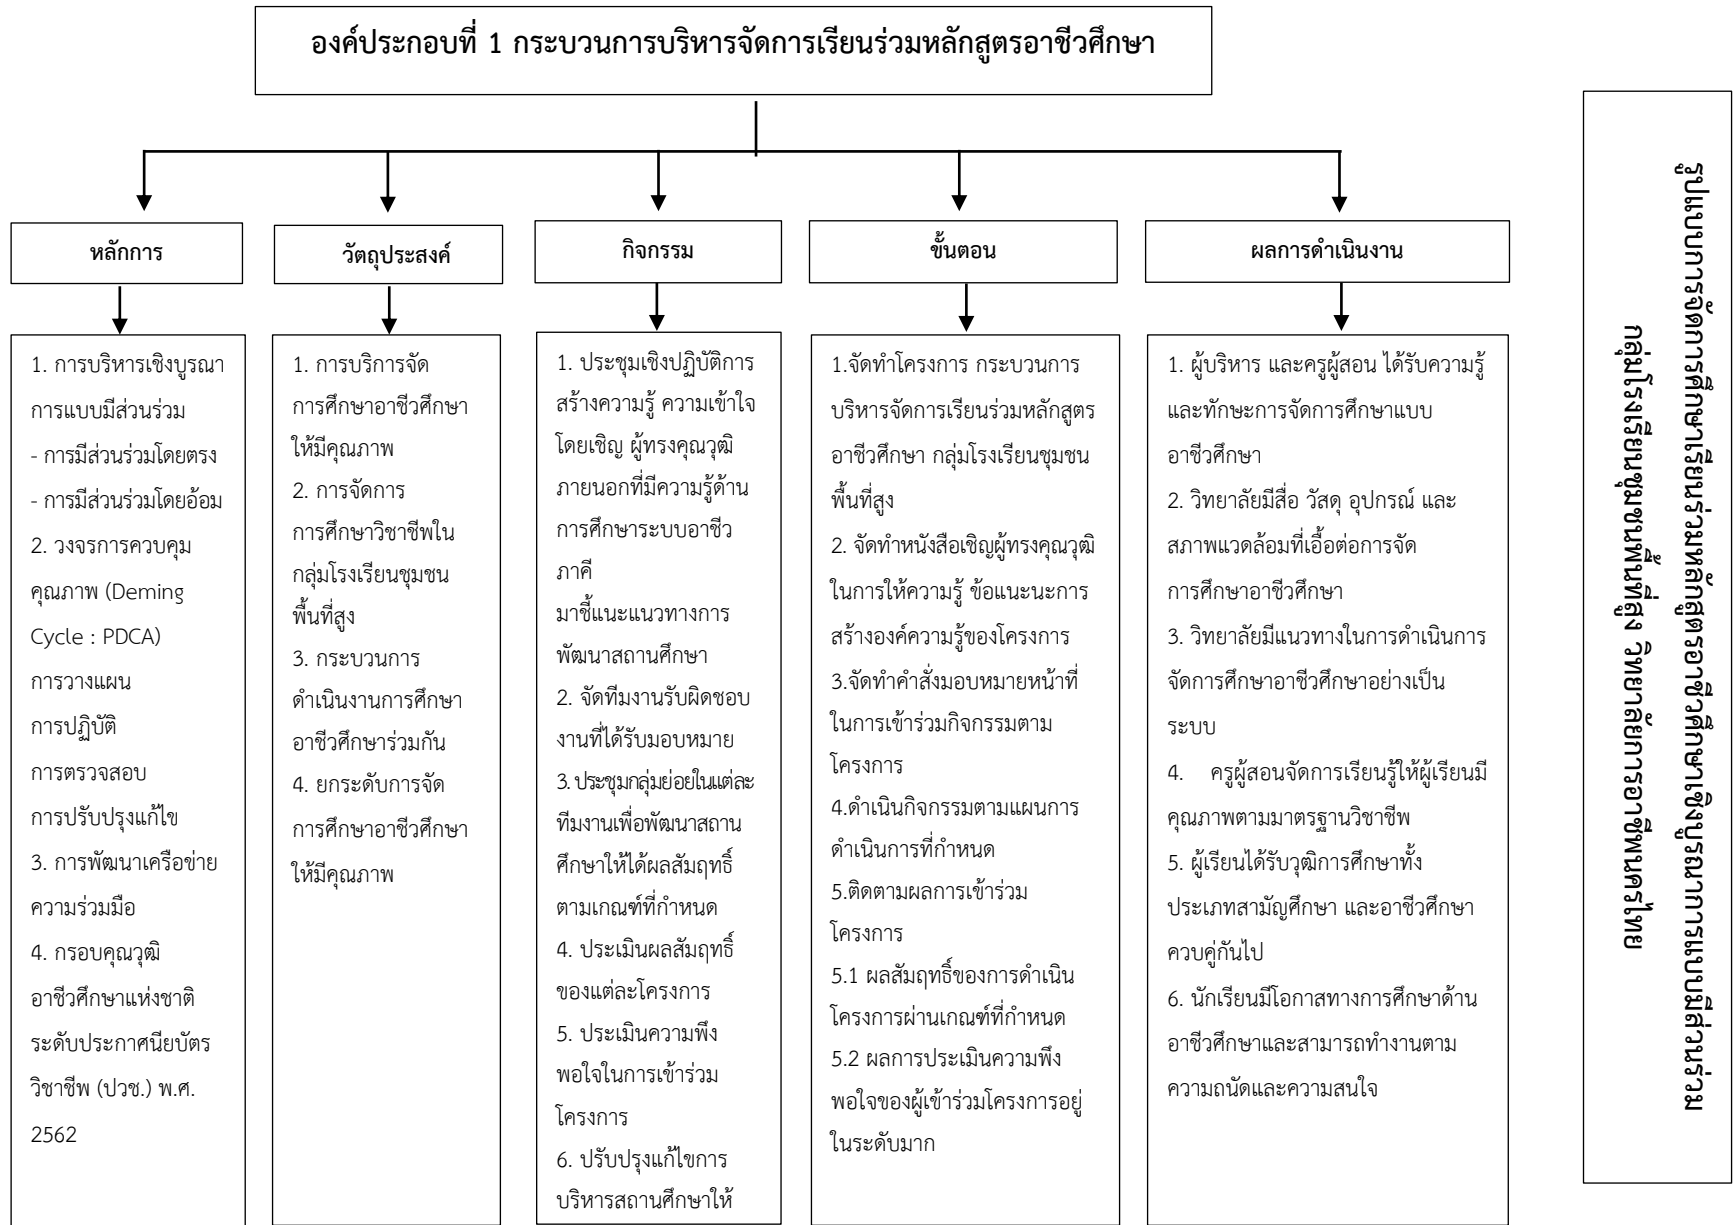 องค์ประกอบที่ 1 กระบวนการบริหารจัดการเรียนร่วมหลักสูตรอาชีวศึกษา
หลักการ
1. การบริหารเชิงบูรณา
การแบบมีส่วนร่วม
- การมีส่วนร่วมโดยตรง
- การมีส่วนร่วมโดยอ้อม
2. วงจรการควบคุม
คุณภาพ (Deming
Cycle : PDCA)
การวางแผน
การปฏิบัติ
การตรวจสอบ
การปรับปรุงแก้ไข
3. การพัฒนาเครือข่าย
ความร่วมมือ
4. กรอบคุณวุฒิ
อาชีวศึกษาแห่งชาติ
ระดับประกาศนียบัตร
วิชาชีพ (ปวช.) พ.ศ.
2562
วัตถุประสงค์
1. การบริการจัด
การศึกษาอาชีวศึกษา
ให้มีคุณภาพ
2. การจัดการ
การศึกษาวิชาชีพใน
กลุ่มโรงเรียนชุมชน
พื้นที่สูง
3. กระบวนการ
ดำเนินงานการศึกษา
อาชีวศึกษาร่วมกัน
4. ยกระดับการจัด
การศึกษาอาชีวศึกษา
ให้มีคุณภาพ
กิจกรรม
1. ประชุมเชิงปฏิบัติการ
สร้างความรู้ ความเข้าใจ
โดยเชิญ ผู้ทรงคุณวุฒิ
ภายนอกที่มีความรู้ด้าน
การศึกษาระบบอาชีว
ภาคี
มาชี้แนะแนวทางการ
พัฒนาสถานศึกษา
2. จัดทีมงานรับผิดชอบ
งานที่ได้รับมอบหมาย
3. ประชุมกลุ่มย่อยในแต่ละ
ทีมงานเพื่อพัฒนาสถาน
ศึกษาให้ได้ผลสัมฤทธิ์
ตามเกณฑ์ที่กำหนด
4. ประเมินผลสัมฤทธิ์
ของแต่ละโครงการ
5. ประเมินความพึง
พอใจในการเข้าร่วม
โครงการ
6. ปรับปรุงแก้ไขการ
บริหารสถานศึกษาให้
ขั้นตอน
1.จัดทำโครงการ กระบวนการ
บริหารจัดการเรียนร่วมหลักสูตร
อาชีวศึกษา กลุ่มโรงเรียนชุมชน
พื้นที่สูง
2. จัดทำหนังสือเชิญผู้ทรงคุณวุฒิ
ในการให้ความรู้ ข้อแนะนะการ
สร้างองค์ความรู้ของโครงการ
3.จัดทำคำสั่งมอบหมายหน้าที่
ในการเข้าร่วมกิจกรรมตาม
โครงการ
4.ดำเนินกิจกรรมตามแผนการ
ดำเนินการที่กำหนด
5.ติดตามผลการเข้าร่วม
โครงการ
5.1 ผลสัมฤทธิ์ของการดำเนิน
โครงการผ่านเกณฑ์ที่กำหนด
5.2 ผลการประเมินความพึง
พอใจของผู้เข้าร่วมโครงการอยู่
ในระดับมาก
ผลการดำเนินงาน
1. ผู้บริหาร และครูผู้สอน ได้รับความรู้
และทักษะการจัดการศึกษาแบบ
อาชีวศึกษา
2. วิทยาลัยมีสื่อ วัสดุ อุปกรณ์ และ
สภาพแวดล้อมที่เอื้อต่อการจัด
การศึกษาอาชีวศึกษา
3. วิทยาลัยมีแนวทางในการดำเนินการ
จัดการศึกษาอาชีวศึกษาอย่างเป็น
ระบบ
4. ครูผู้สอนจัดการเรียนรู้ให้ผู้เรียนมี
คุณภาพตามมาตรฐานวิชาชีพ
5. ผู้เรียนได้รับวุฒิการศึกษาทั้ง
ประเภทสามัญศึกษา และอาชีวศึกษา
ควบคู่กันไป
6. นักเรียนมีโอกาสทางการศึกษาด้าน
อาชีวศึกษาและสามารถทำงานตาม
ความถนัดและความสนใจ
รูปแบบการจัดการศึกษาเรียนร่วมหลักสูตรอาชีวศึกษาเชิงบูรณาการแบบมีส่วนร่วม
กลุ่มโรงเรียนชุมชนพื้นที่สูง วิทยาลัยการอาชีพนครไทย